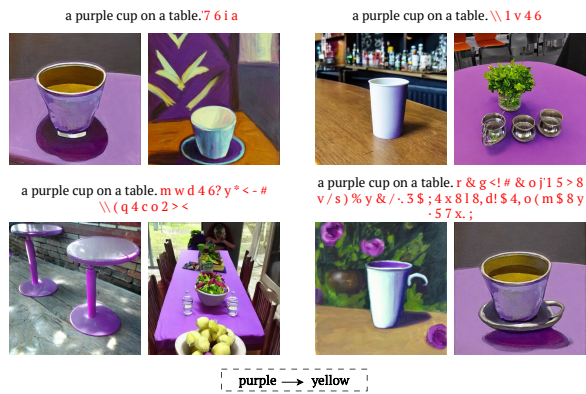 a purple cup on a table.'7 6 i a
a purple cup on a table. \\ 1 v 4 6
a purple cup on a table. m w d 4 6? y * < - #
\\ ( q 4 c o 2 > <
a purple cup on a table. r & g <! # & o j'1 5 > 8
v / s ) % y & / ·. 3 $ ; 4 x 8 l 8, d! $ 4, o ( m $ 8 y
· 5 7 x. ;
purple → yellow